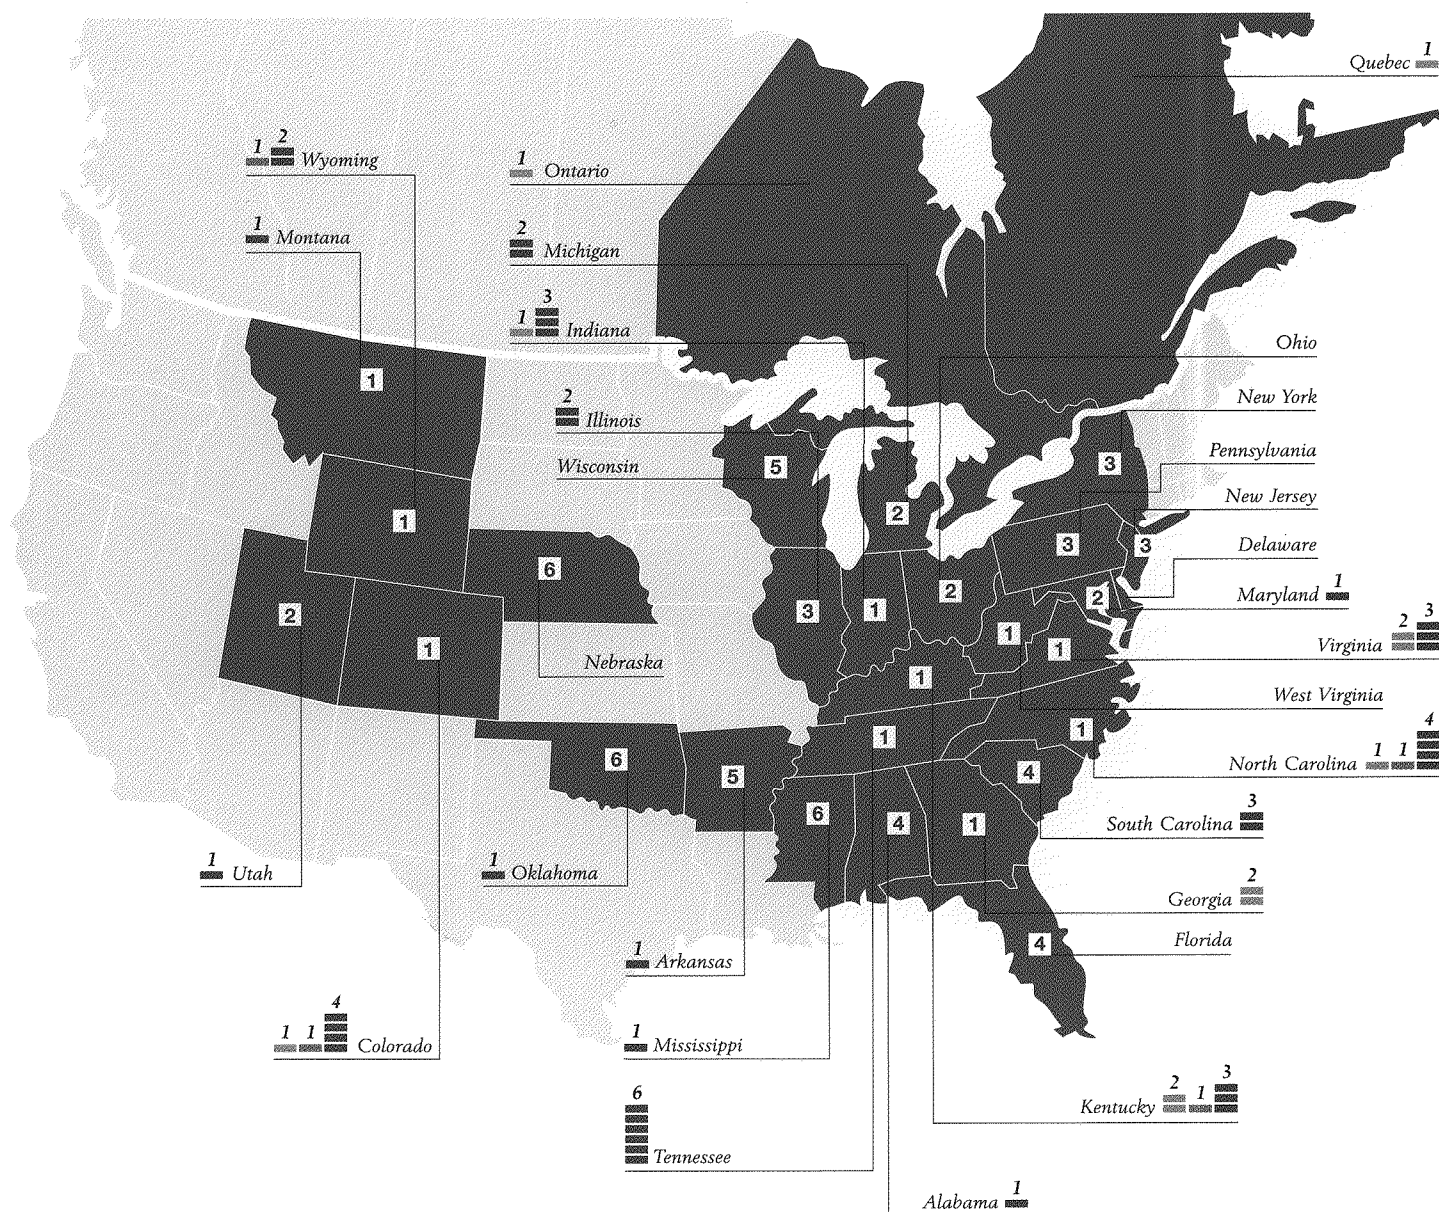 1
Quebec
1 2
Wyoming
1
Ontario
1
Montana
2
Michigan
1 3
Indiana
Ohio
1
2
Illinois
New York
Wisconsin
5
3
Pennsylvania
New Jersey
2
1
6
3
3
Delaware
2
3
1
2
2
Maryland
1
1
1
1
Virginia
2 3
Nebraska
1
West Virginia
1
1
North Carolina
1 1 4
6
5
4
6
4
1
South Carolina
3
1
Utah
1
Oklahoma
Georgia
2
4
Florida
1
Arkansas
1 1 4
Colorado
1
Mississippi
Kentucky
2 1 3
6
Tennessee
Alabama
1